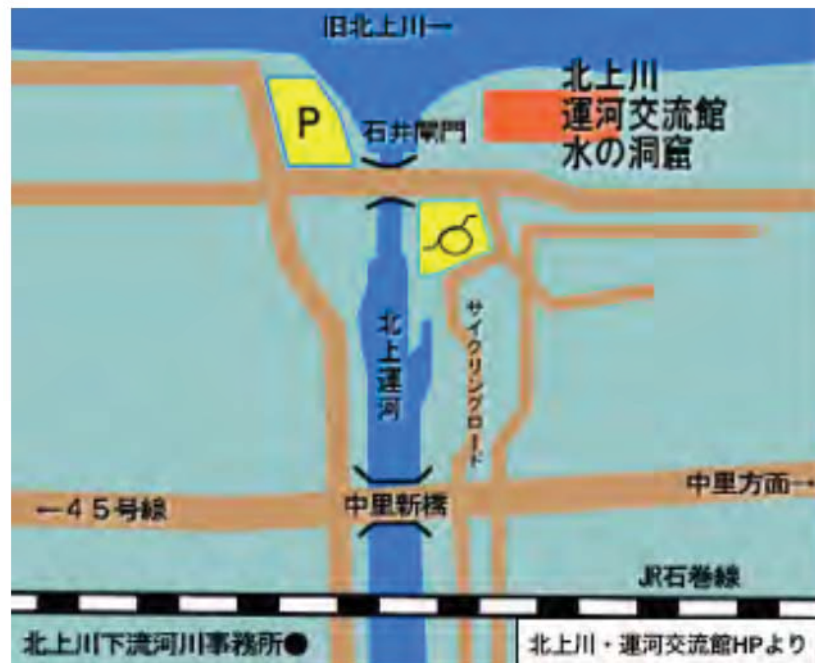 旧北上川→
北上川
運河交流館
水の洞窟
P
石井閘門
北上運河
サイクリングロード
中里方面→
←45号線
中里新橋
JR石巻線
北上川下流河川事務所●
北上川・運河交流館HPより